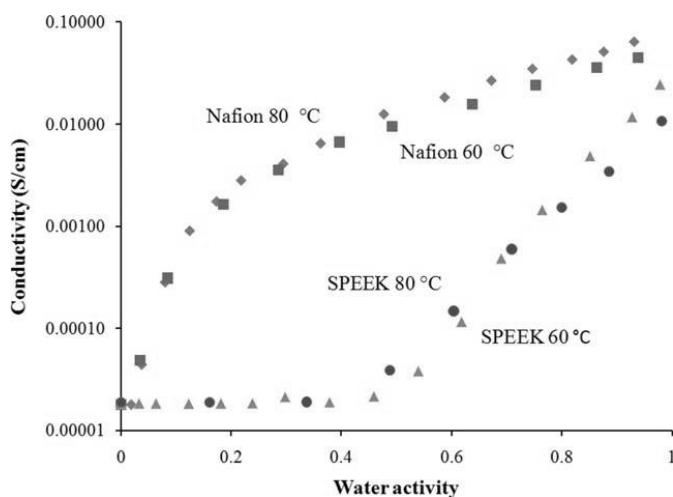 0.10000
Nafion 80 °C
0.01000
Nafion 60 °C
Conductivity (S/cm)
0.00100
SPEEK 80 °C
0.00010
SPEEK 60 °C
0.00001
0 0.2 0.4 0.6 0.8 1
Water activity